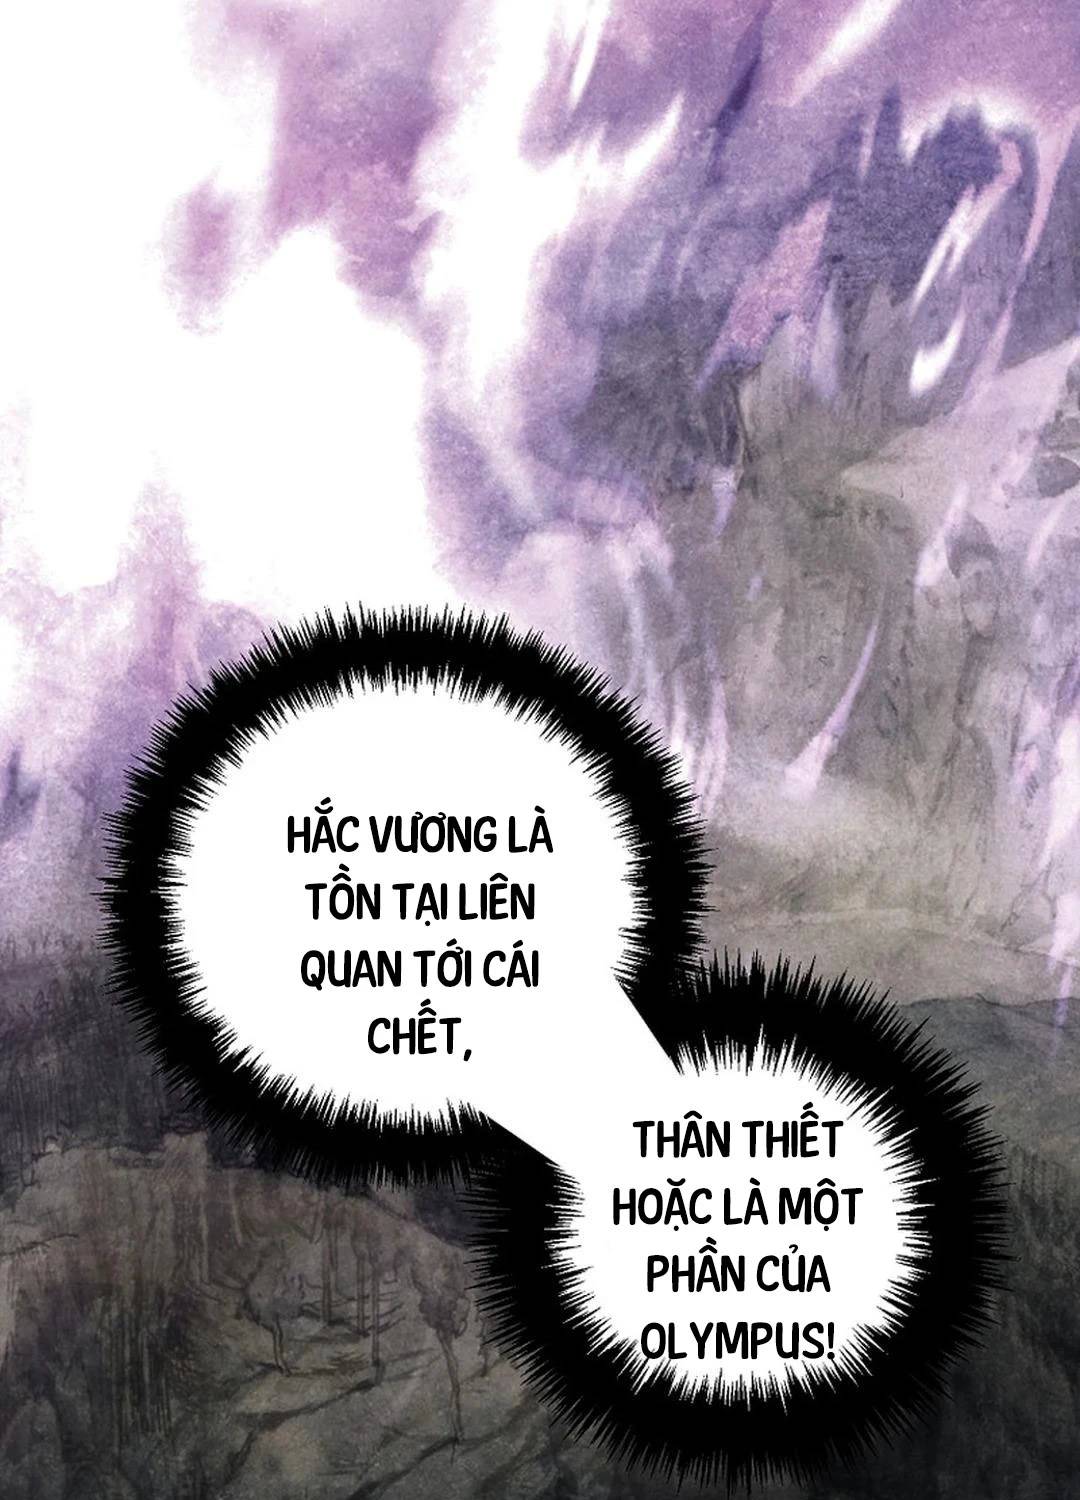 HẮC VƯƠNG LÀ
TỒN TẠI LIÊN
QUAN TỚI CÁI
CHẾT,
THÂN THIẾT
HOẶC LÀ MỘT
PHẦN CỦA
OLYMPUS!